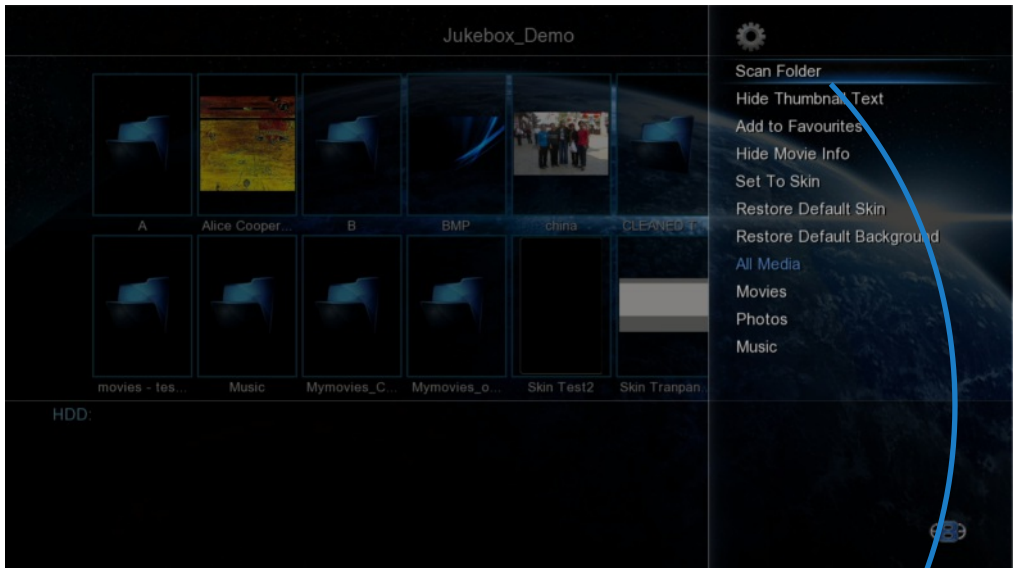 Jukebox_Demo
A
Alice Cooper...
B
BMP
china
CLEANED T...
movies - tes...
Music
Mymovies_C...
Mymovies_o...
Skin Test2
Skin Tranpan...
HDD:
Scan Folder
Hide Thumbnail Text
Add to Favourites
Hide Movie Info
Set To Skin
Restore Default Skin
Restore Default Background
All Media
Movies
Photos
Music